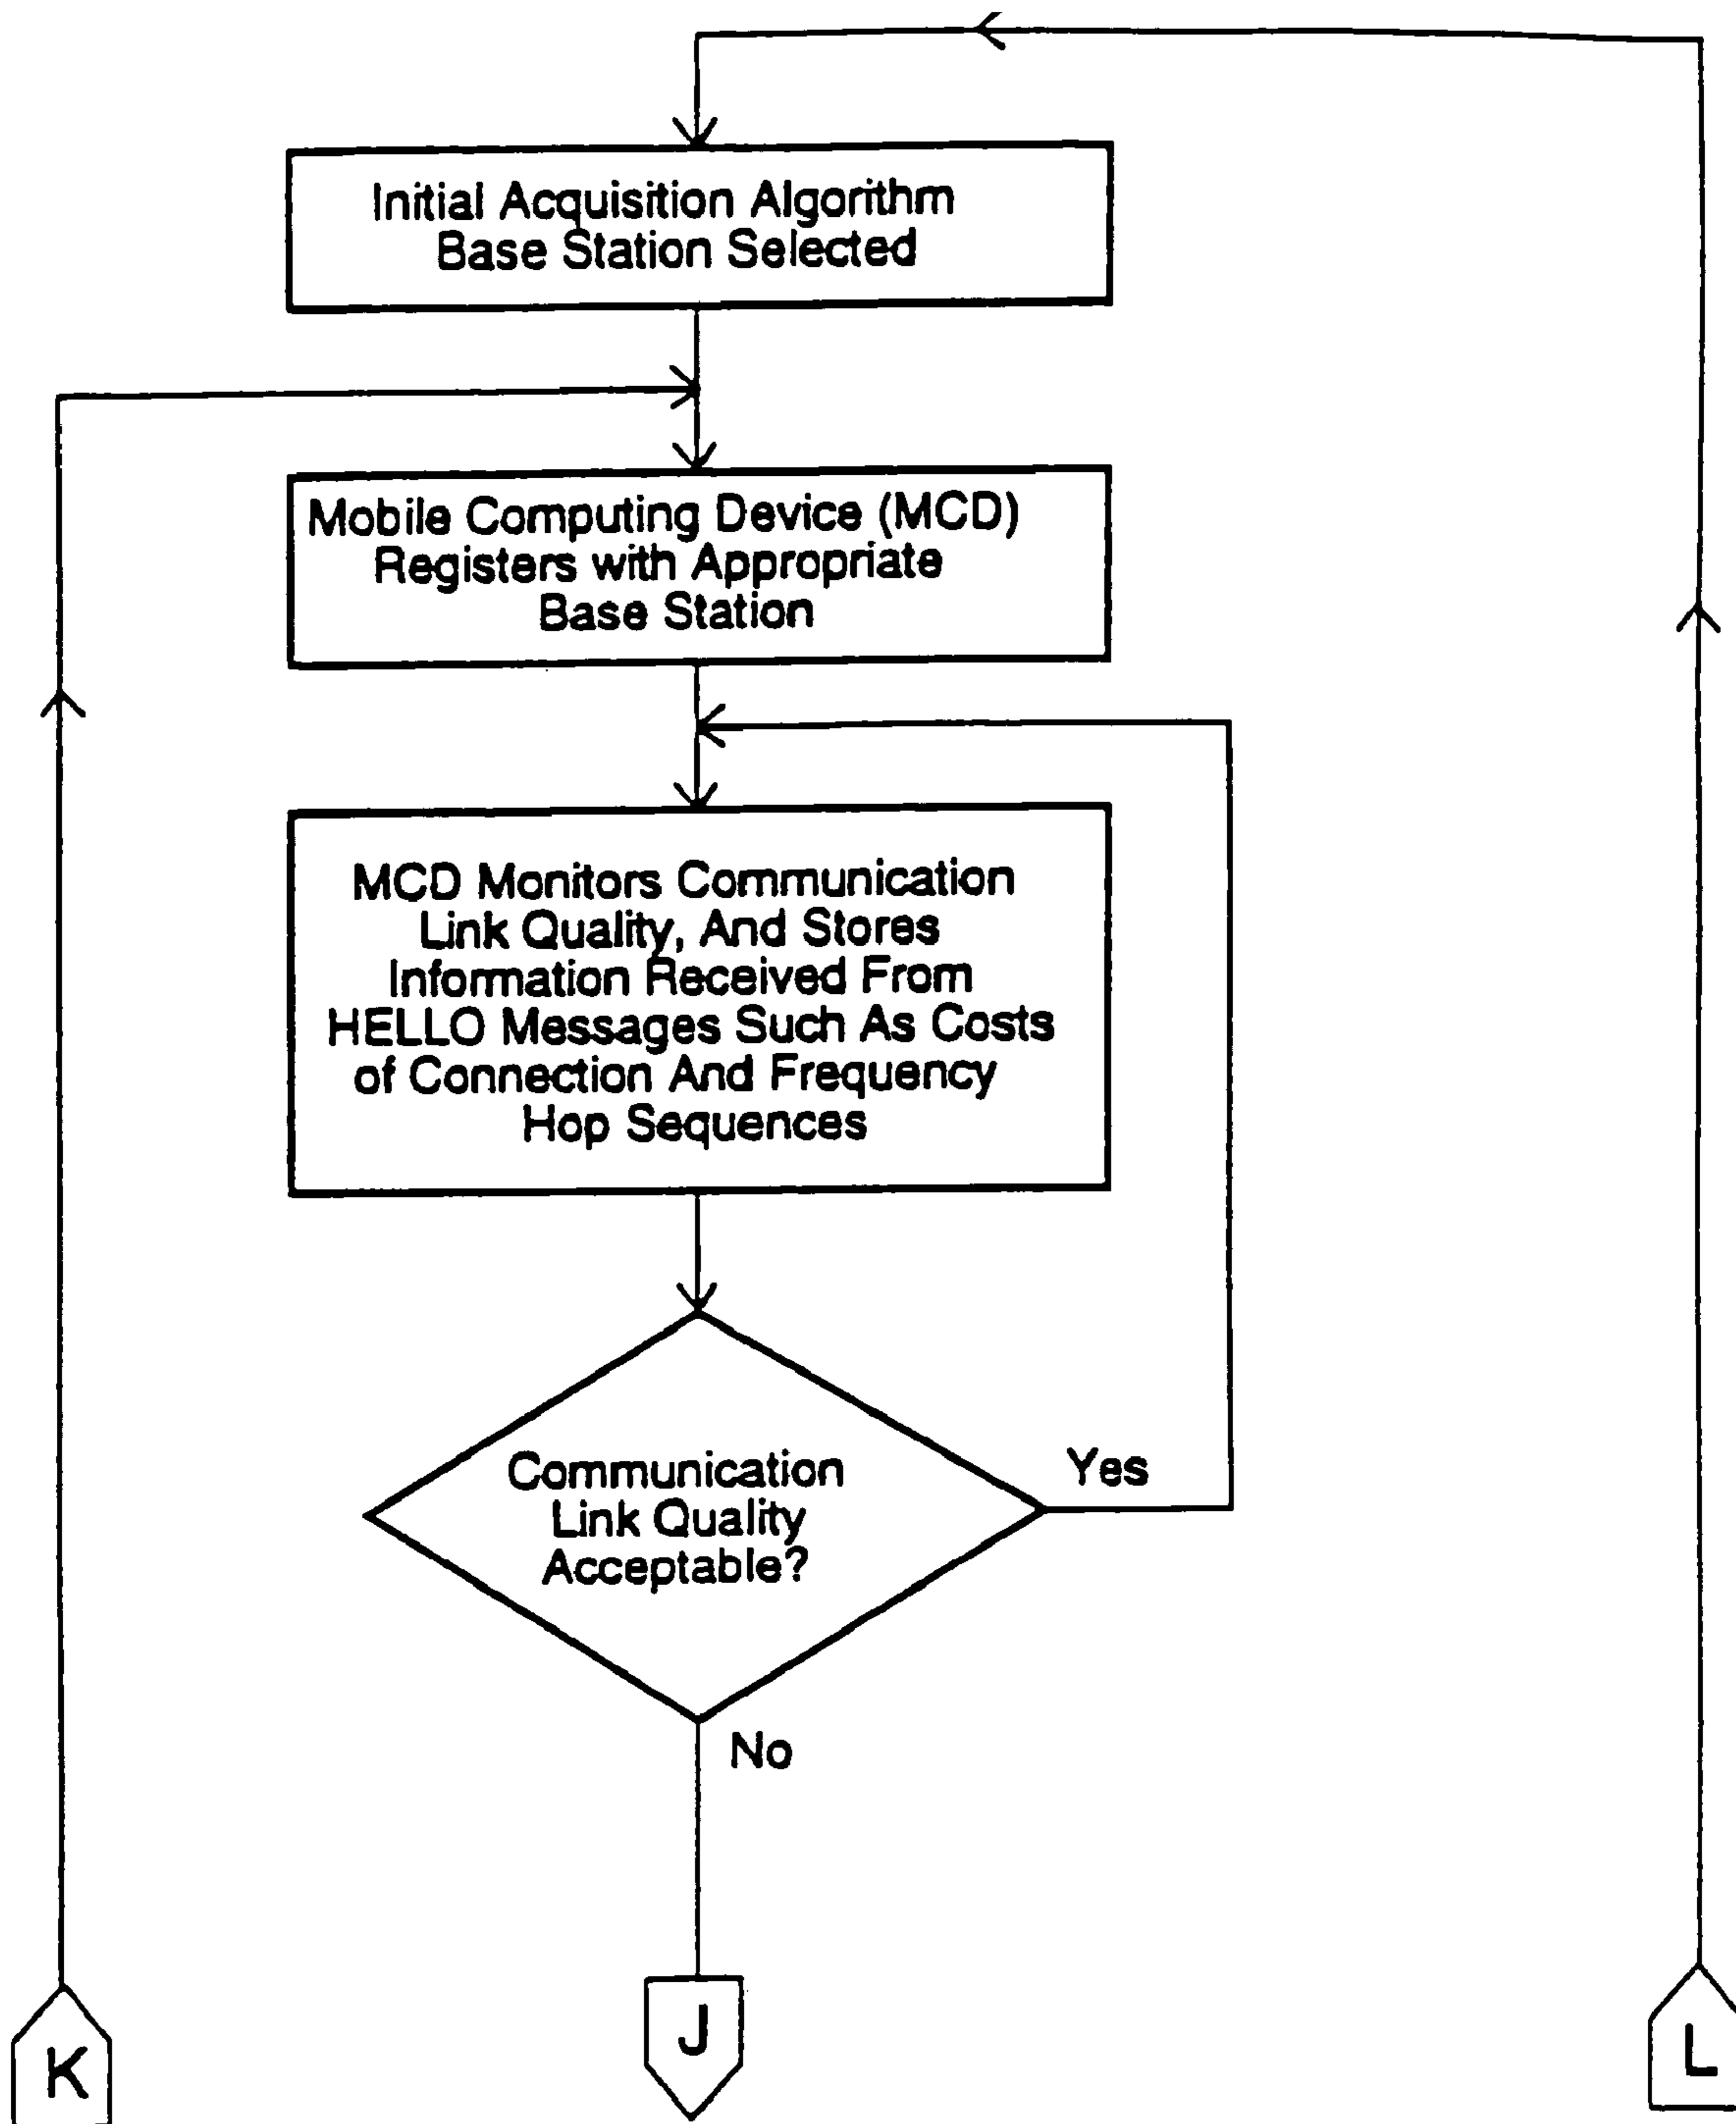 Initial Acquisition Algorithm
Base Station Selected
Mobile Computing Device (MCD)
Registers with Appropriate
Base Station
MCD Monitors Communication
Link Quality, And Stores
Information Received From
HELLO Messages Such As Costs
of Connection And Frequency
Hop Sequences
Communication
Link Quality
Acceptable?
Yes
No
K
J
L